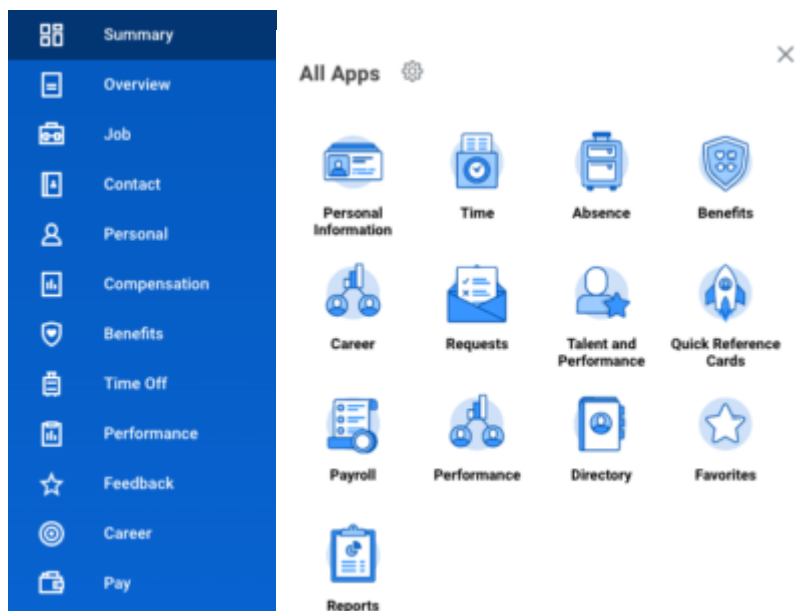 Summary
Overview
Job
Contact
Personal
Compensation
Benefits
Time Off
Performance
Feedback
Career
Pay
All Apps
Personal
Information
Time
Absence
Benefits
Career
Requests
Talent and
Performance
Quick Reference
Cards
Payroll
Performance
Directory
Favorites
Reports